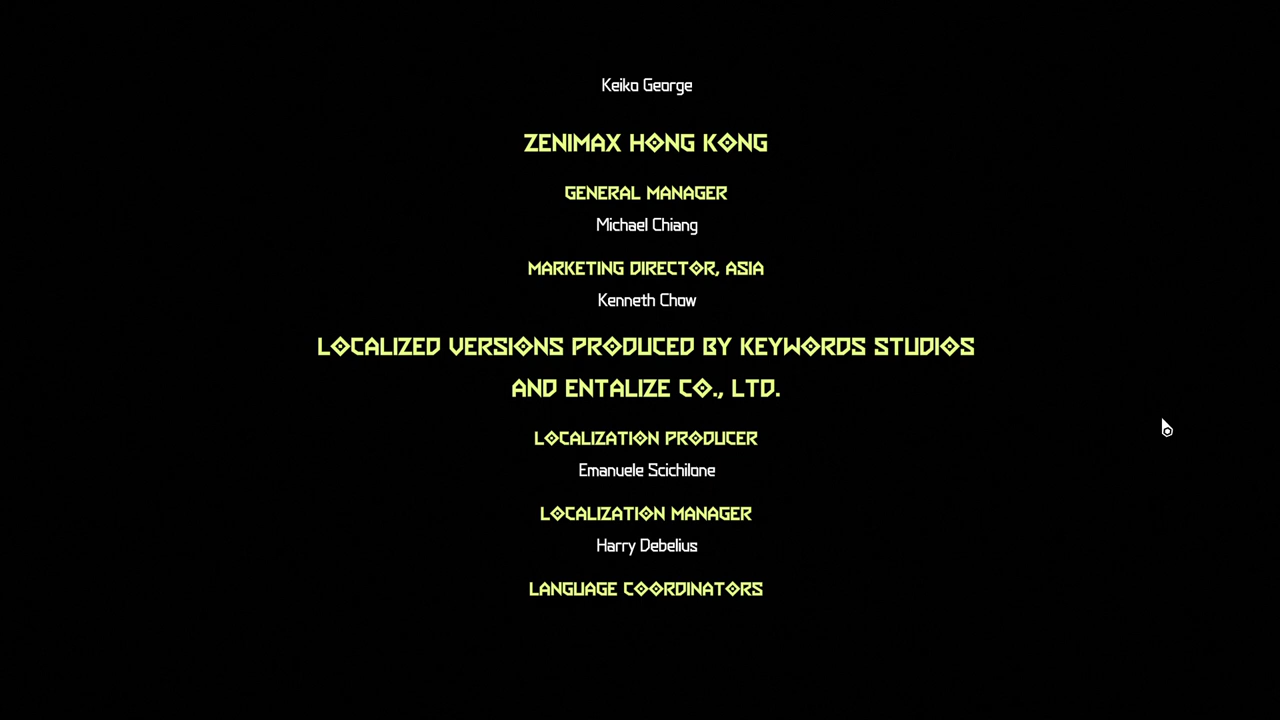 Keiko George
ZENIMAX HONG KONG
GENERAL MANAGER
Michael Chiang
MARKETING DIRECTOR, ASIA
Kenneth Chow
LOCALIZED VERSIONS PRODUCED BY KEYWORDS STUDIOS
AND ENTALIZE CO., LTD.
LOCALIZATION PRODUCER
Emanuele Scichilone
LOCALIZATION MANAGER
Harry Debelius
LANGUAGE COORDINATORS